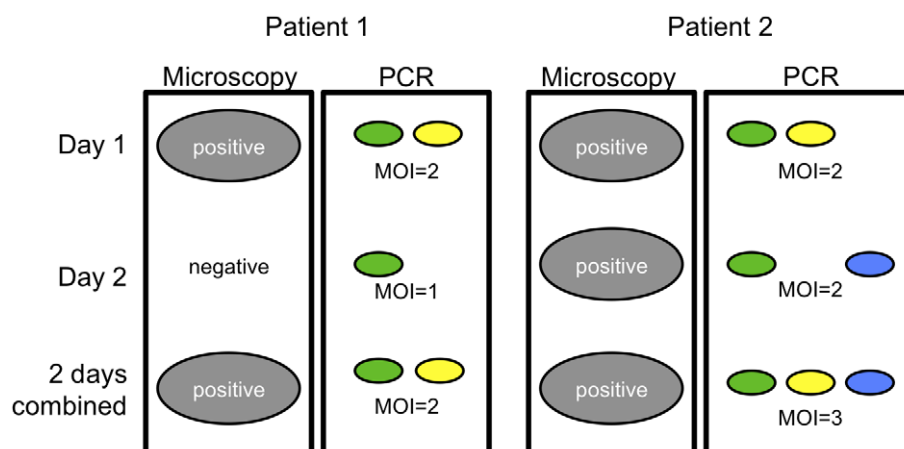 Patient 1
Patient 2
Microscopy
PCR
Microscopy
PCR
Day 1
positive
MOI=2
positive
MOI=2
Day 2
negative
MOI=1
positive
MOI=2
2 days
combined
positive
MOI=2
positive
MOI=3